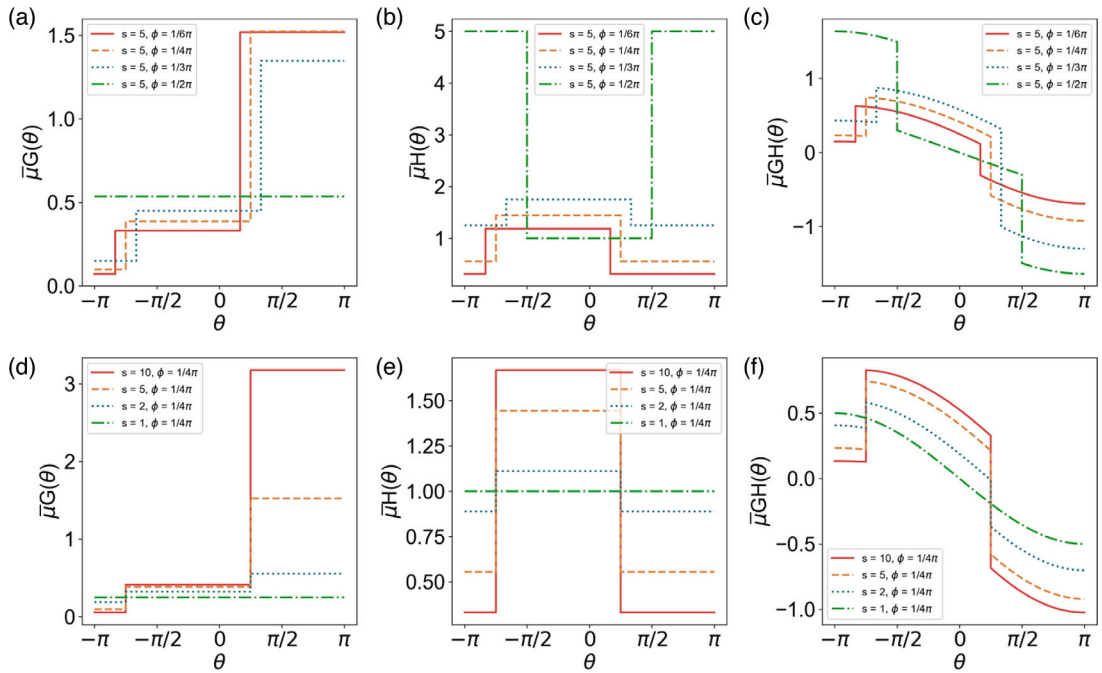 (a)
s = 5, ϕ = 1/6π
s = 5, ϕ = 1/4π
s = 5, ϕ = 1/3π
s = 5, ϕ = 1/2π
1.5
1.0
0.5
0.0
μ̅G(θ)
−π −π/2 0 π/2 π
θ
(b)
s = 5, ϕ = 1/6π
s = 5, ϕ = 1/4π
s = 5, ϕ = 1/3π
s = 5, ϕ = 1/2π
5
4
3
2
1
μ̅H(θ)
−π −π/2 0 π/2 π
θ
(c)
s = 5, ϕ = 1/6π
s = 5, ϕ = 1/4π
s = 5, ϕ = 1/3π
s = 5, ϕ = 1/2π
1
0
−1
μ̅GH(θ)
−π −π/2 0 π/2 π
θ
(d)
s = 10, ϕ = 1/4π
s = 5, ϕ = 1/4π
s = 2, ϕ = 1/4π
s = 1, ϕ = 1/4π
3
2
1
0
μ̅G(θ)
−π −π/2 0 π/2 π
θ
(e)
s = 10, ϕ = 1/4π
s = 5, ϕ = 1/4π
s = 2, ϕ = 1/4π
s = 1, ϕ = 1/4π
1.50
1.25
1.00
0.75
0.50
μ̅H(θ)
−π −π/2 0 π/2 π
θ
(f)
0.5
0.0
−0.5
−1.0
μ̅GH(θ)
s = 10, ϕ = 1/4π
s = 5, ϕ = 1/4π
s = 2, ϕ = 1/4π
s = 1, ϕ = 1/4π
−π −π/2 0 π/2 π
θ